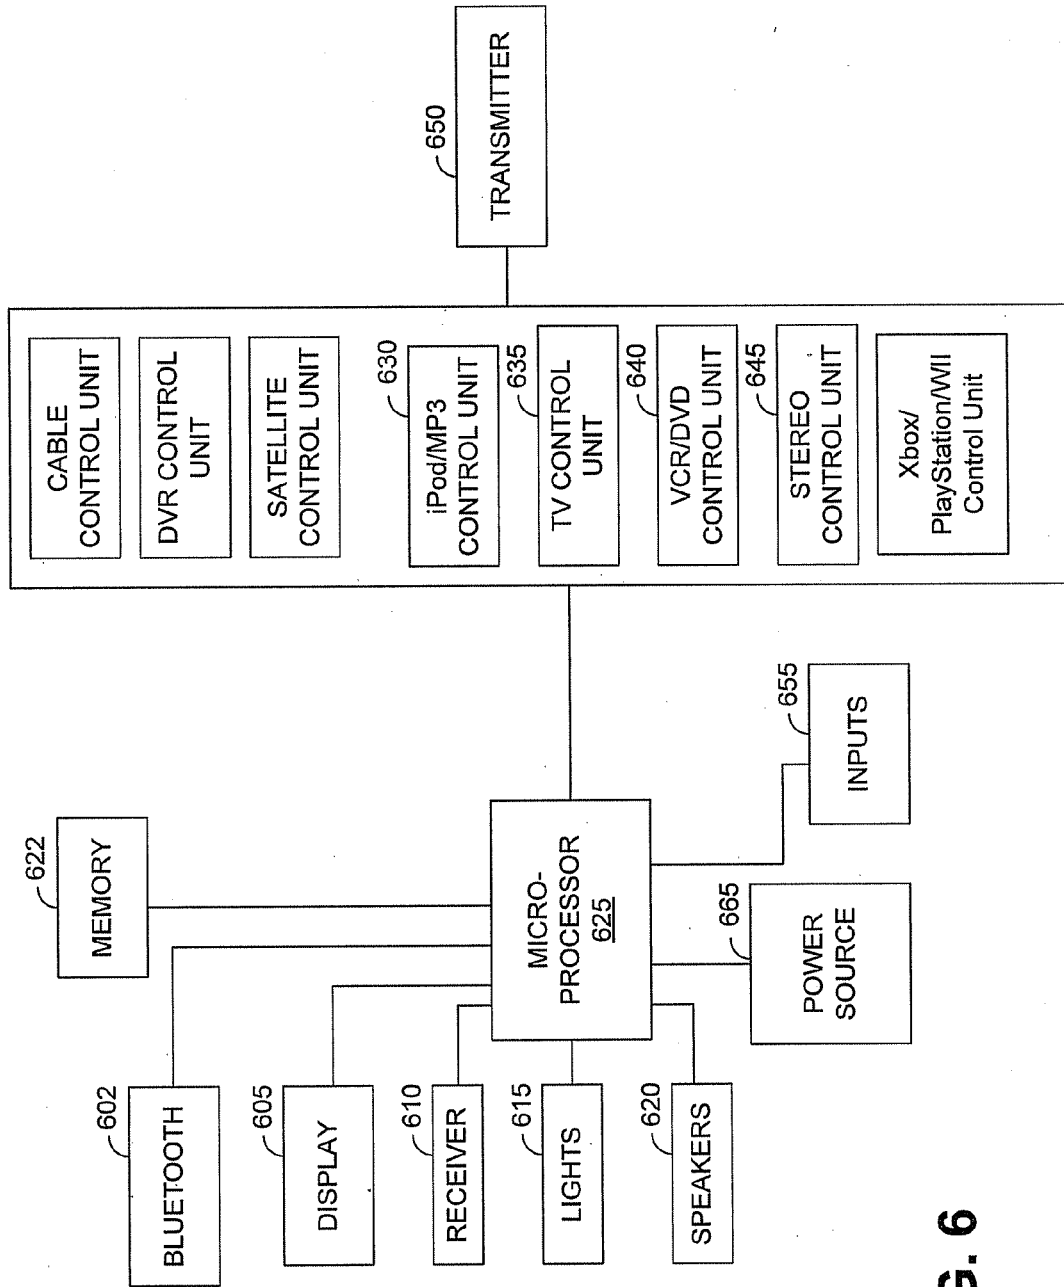 TRANSMITTER
650
CABLE
CONTROL UNIT
DVR CONTROL
UNIT
SATELLITE
CONTROL UNIT
630
iPod/MP3
CONTROL UNIT
635
TV CONTROL
UNIT
640
VCR/DVD
CONTROL UNIT
645
STEREO
CONTROL UNIT
Xbox/
PlayStation/WII
Control Unit
622
MEMORY
MICRO-
PROCESSOR
625
655
INPUTS
665
POWER
SOURCE
602
BLUETOOTH
605
DISPLAY
610
RECEIVER
615
LIGHTS
620
SPEAKERS
G. 6